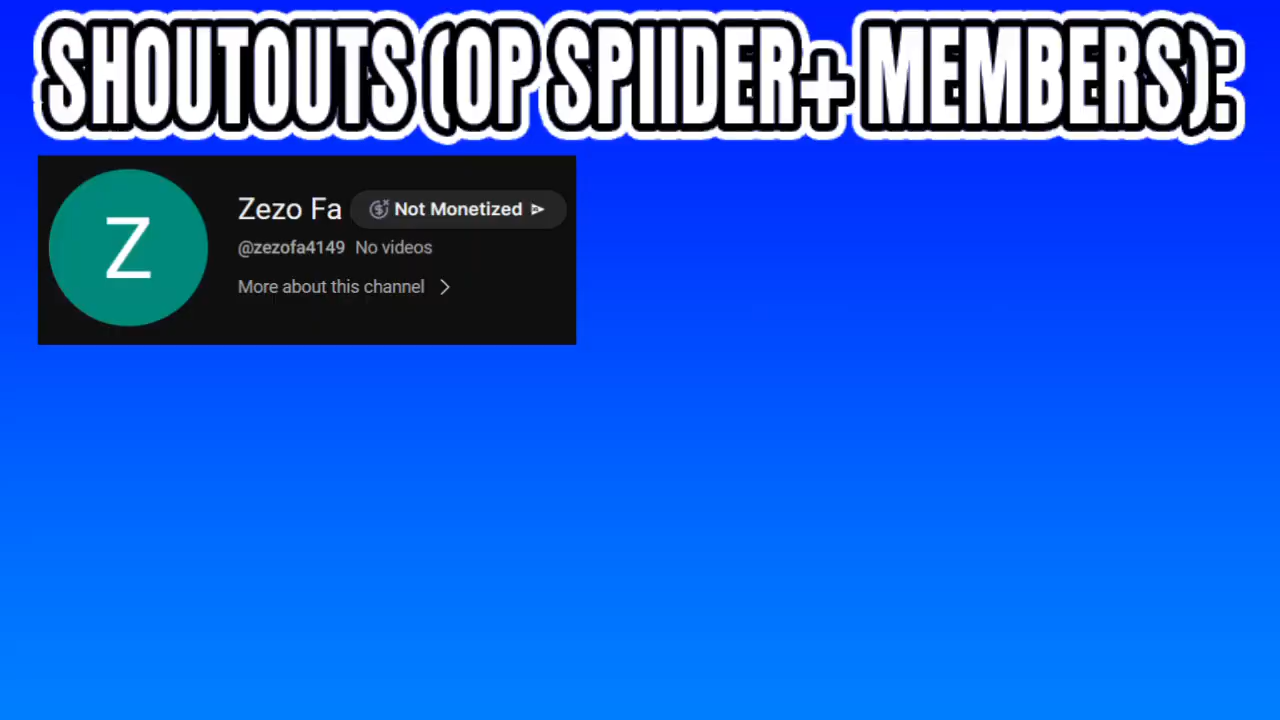 SHOUTOUTS (OP SPIIDER+ MEMBERS):
Z
Zezo Fa Not Monetized
@zezofa4149 No videos
More about this channel